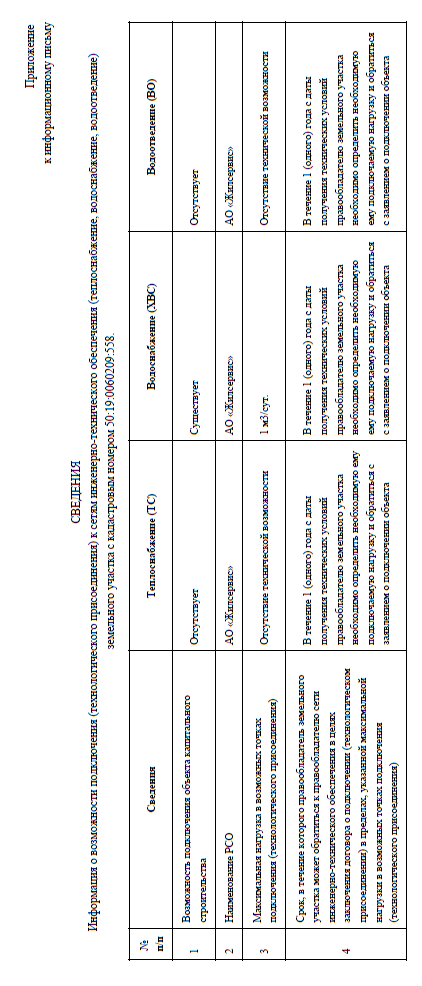 Приложение
к информационному письму
СВЕДЕНИЯ
Информация о возможности подключения (технологического присоединения) к сетям инженерно-технического обеспечения (теплоснабжение, водоснабжение, водоотведение)
земельного участка с кадастровым номером 50:19:0060209:558.
№
п/п
Сведения
Теплоснабжение (ТС)
Водоснабжение (ХВС)
Водоотведение (ВО)
1
Возможность подключения объекта капитального
строительства
Отсутствует
Существует
Отсутствует
2
Наименование РСО
АО «Жилсервис»
АО «Жилсервис»
АО «Жилсервис»
3
Максимальная нагрузка в возможных точках
подключения (технологического присоединения)
Отсутствие технической возможности
1 м³/сут.
Отсутствие технической возможности
4
Срок, в течение которого правообладатель земельного
участка может обратиться к правообладателю сети
инженерно-технического обеспечения в целях
заключения договора о подключении (технологическом
присоединении) в пределах, указанной максимальной
нагрузки в возможных точках подключения
(технологического присоединения)
В течение 1 (одного) года с даты
получения технических условий
правообладателю земельного участка
необходимо определить необходимую ему
подключаемую нагрузку и обратиться с
заявлением о подключении объекта
В течение 1 (одного) года с даты
получения технических условий
правообладателю земельного участка
необходимо определить необходимую
ему подключаемую нагрузку и обратиться
с заявлением о подключении объекта
В течение 1 (одного) года с даты
получения технических условий
правообладателю земельного участка
необходимо определить необходимую
ему подключаемую нагрузку и обратиться
с заявлением о подключении объекта